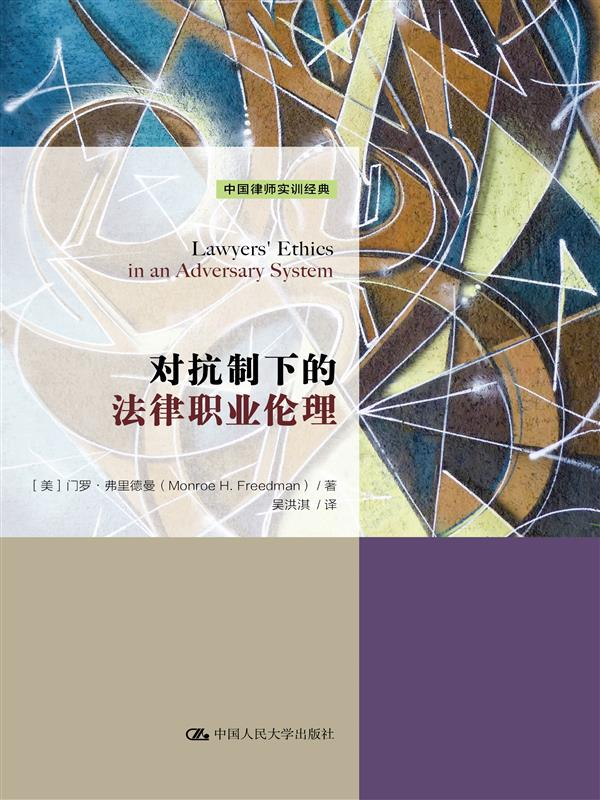 中国律师实训经典
Lawyers' Ethics
in an Adversary System
对抗制下的
法律职业伦理
［美］门罗·弗里德曼（Monroe H. Freedman）/ 著
吴洪淇 / 译
中国人民大学出版社